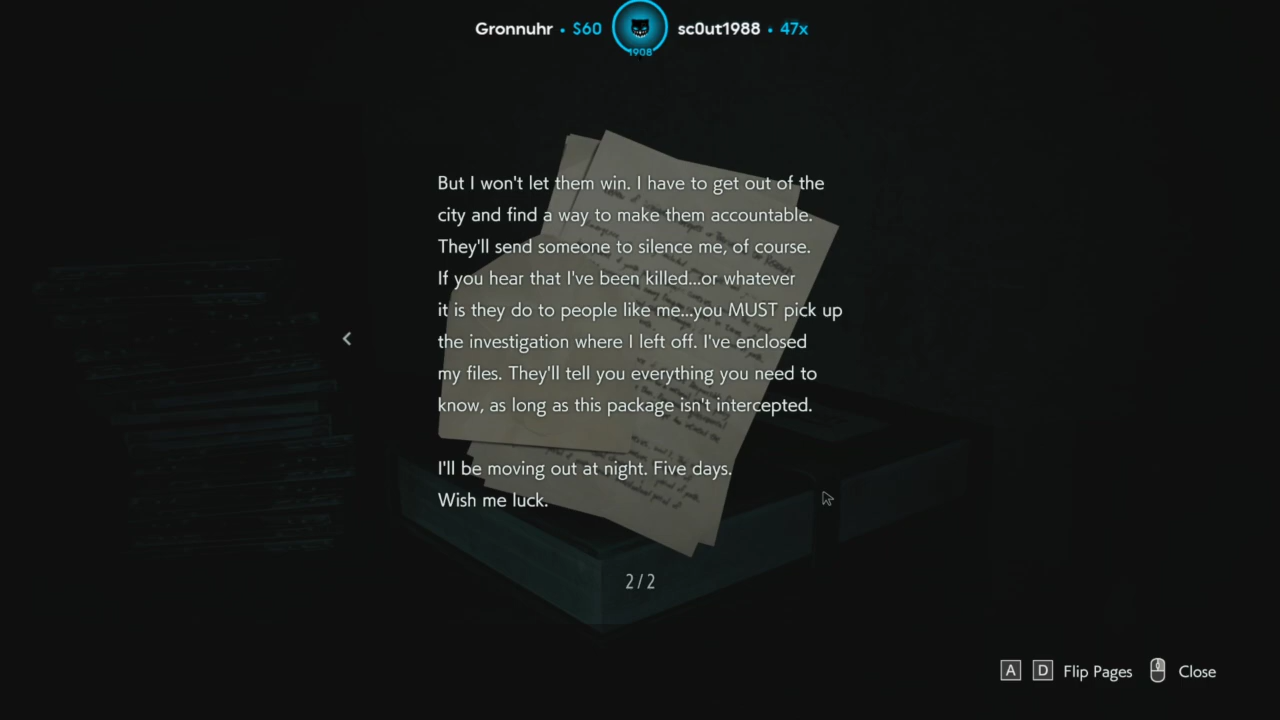 Gronnuhr • $60 sc0ut1988 • 47x
1908
But I won't let them win. I have to get out of the
city and find a way to make them accountable.
They'll send someone to silence me, of course.
If you hear that I've been killed...or whatever
it is they do to people like me...you MUST pick up
the investigation where I left off. I've enclosed
my files. They'll tell you everything you need to
know, as long as this package isn't intercepted.
I'll be moving out at night. Five days.
Wish me luck.
2/2
A D Flip Pages Close